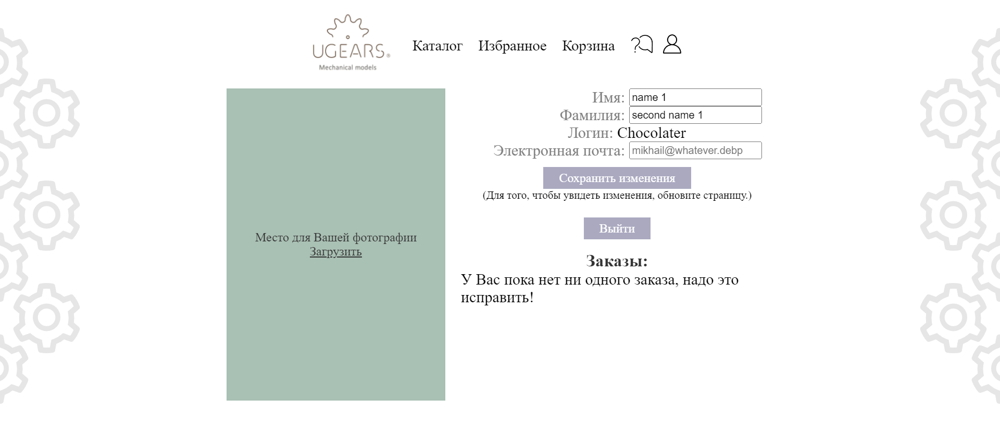 UGEARS®
Mechanical models
Каталог Избранное Корзина
Имя: name 1
Фамилия: second name 1
Логин: Chocolater
Электронная почта: mikhail@whatever.debp
Сохранить изменения
(Для того, чтобы увидеть изменения, обновите страницу.)
Выйти
Место для Вашей фотографии
Загрузить
Заказы:
У Вас пока нет ни одного заказа, надо это
исправить!